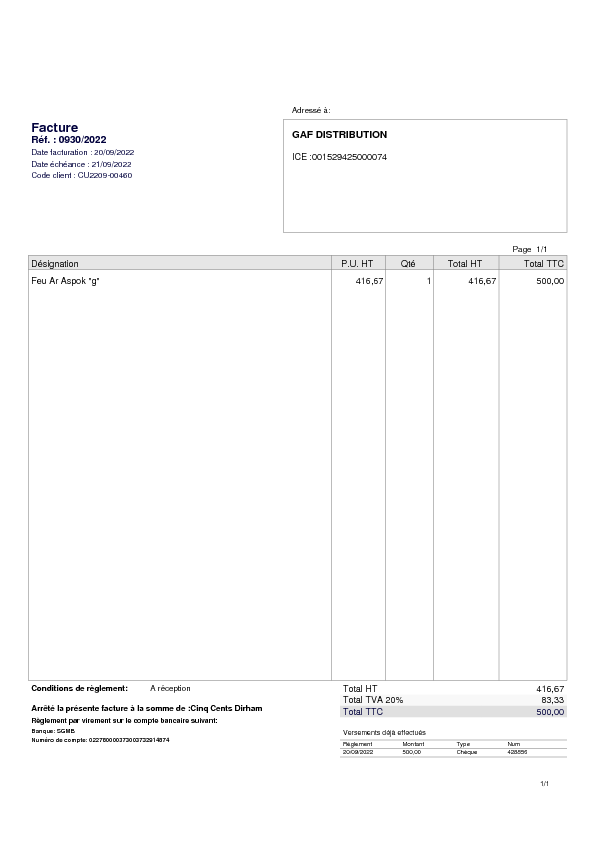 Adressé à:
Facture
Réf. : 0930/2022
Date facturation : 20/09/2022
Date échéance : 21/09/2022
Code client : CU2209-00460
GAF DISTRIBUTION
ICE :001529425000074
Page 1/1
Désignation P.U. HT Qté Total HT Total TTC
Feu Ar Aspok "g" 416,67 1 416,67 500,00
Conditions de règlement: A réception
Total HT 416,67
Total TVA 20% 83,33
Total TTC 500,00
Arrêté la présente facture à la somme de :Cinq Cents Dirham
Règlement par virement sur le compte bancaire suivant:
Banque: SGMB
Numéro de compte:
Versements déjà effectués
Règlement Montant Type Num
20/09/2022 500,00 Chèque 428856
1/1